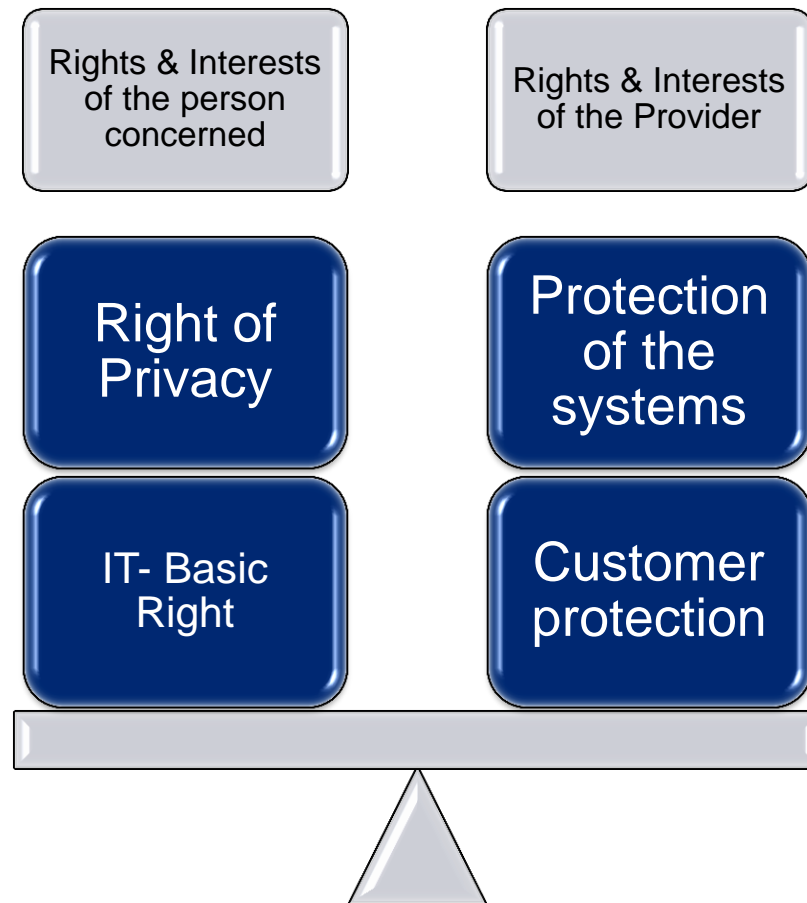 Rights & Interests
of the person
concerned
Rights & Interests
of the Provider
Right of
Privacy
Protection
of the
systems
IT- Basic
Right
Customer
protection